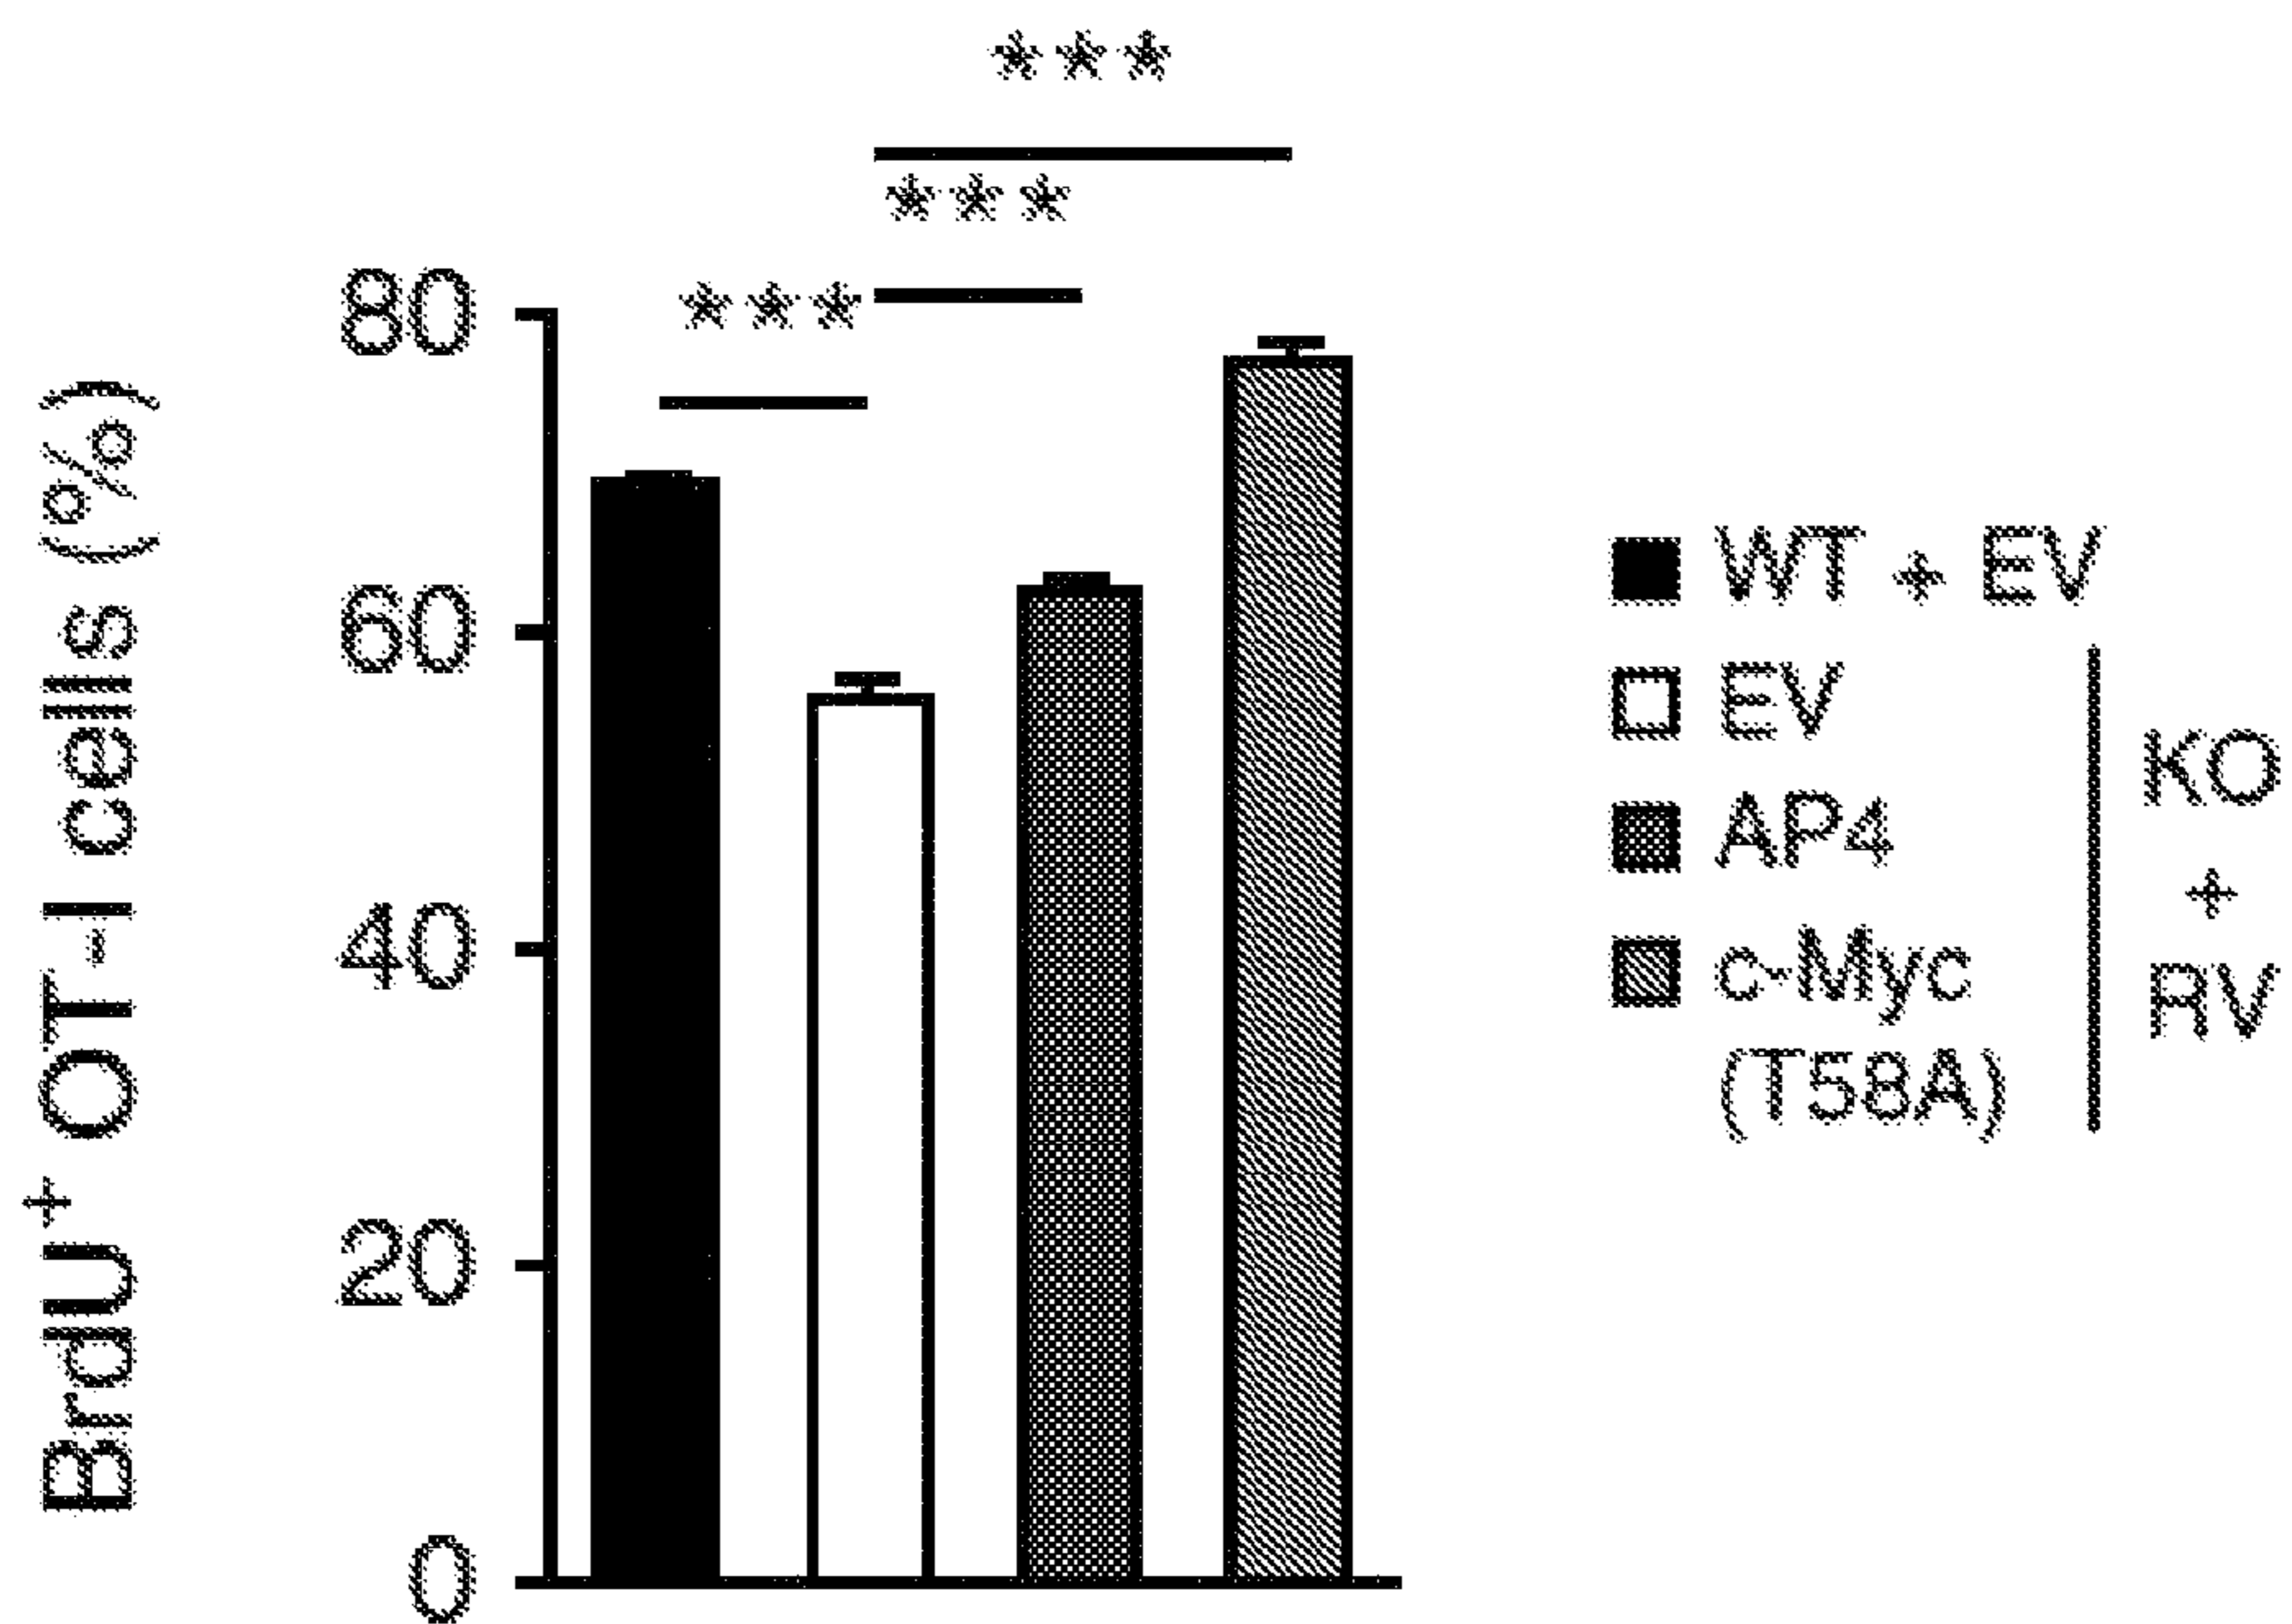 ***
***
***
BrdU+ OT-I cells (%)
80
60
40
20
0
WT + EV
EV
AP4
c-Myc
(T58A)
KO
+
RV